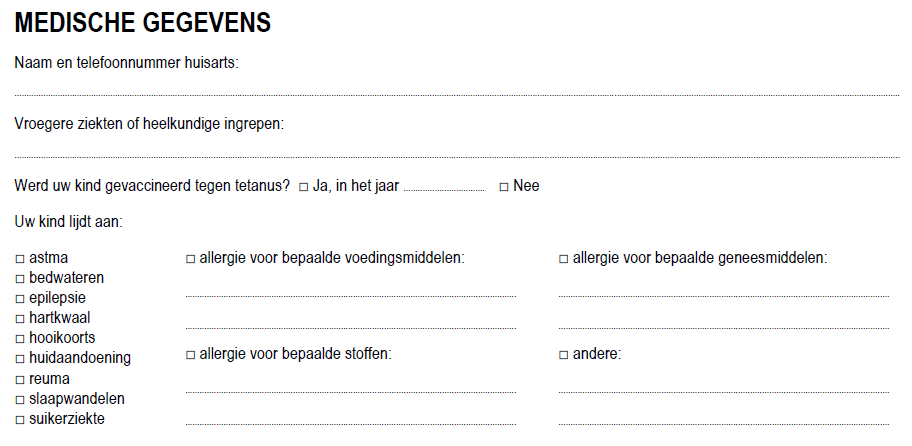 MEDISCHE GEGEVENS
Naam en telefoonnummer huisarts:
Vroegere ziekten of heelkundige ingrepen:
Werd uw kind gevaccineerd tegen tetanus? □ Ja, in het jaar .................... □ Nee
Uw kind lijdt aan:
□ astma
□ bedwateren
□ epilepsie
□ hartkwaal
□ hooikoorts
□ huidaandoening
□ reuma
□ slaapwandelen
□ suikerziekte
□ allergie voor bepaalde voedingsmiddelen:
□ allergie voor bepaalde stoffen:
□ allergie voor bepaalde geneesmiddelen:
□ andere: